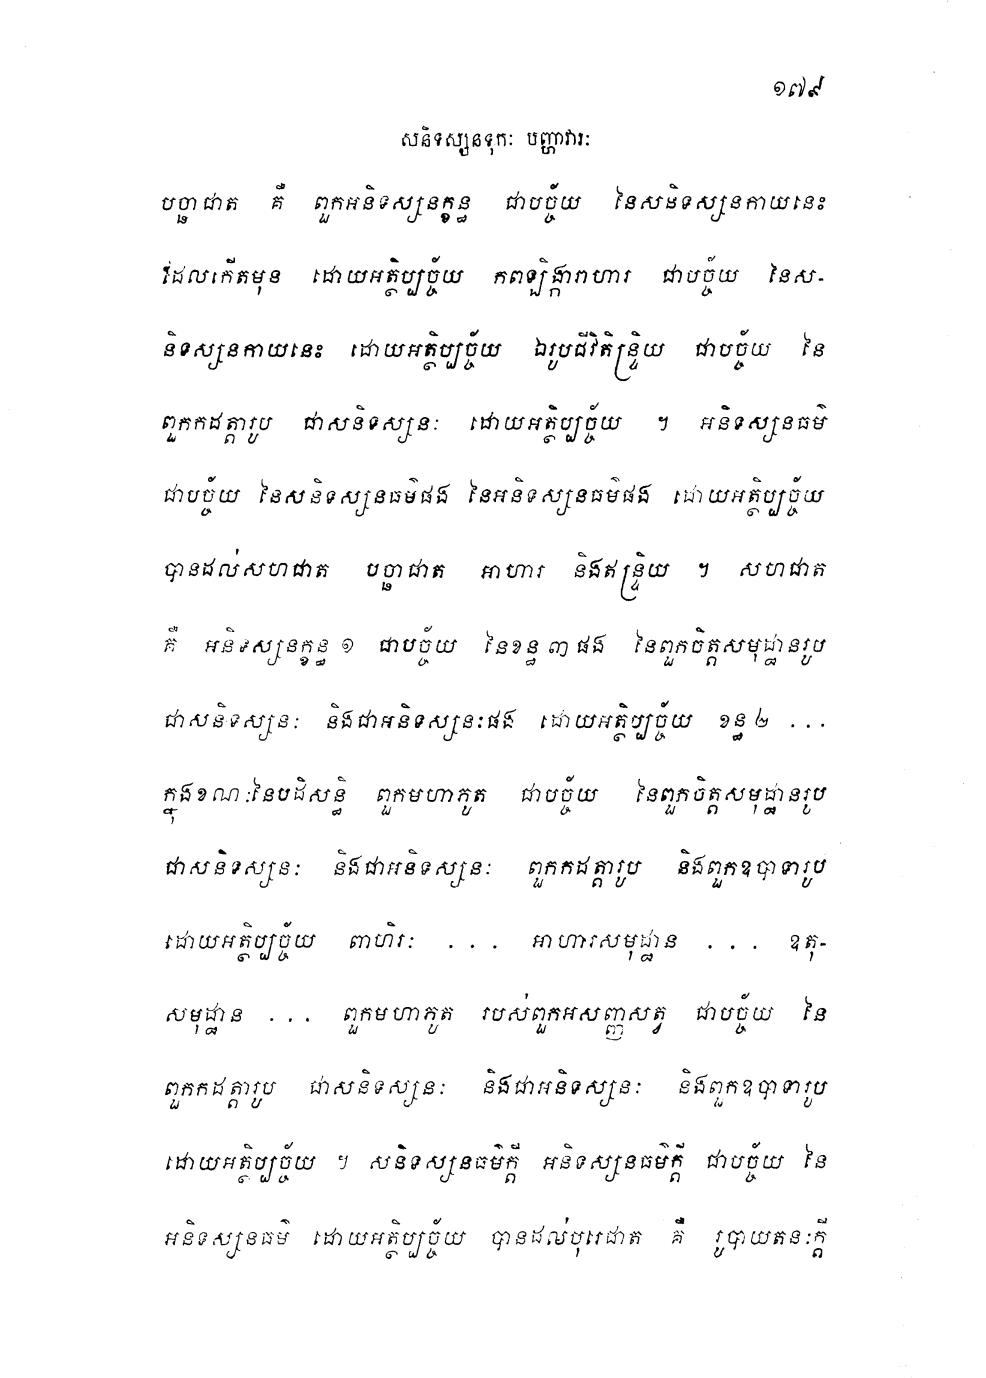 ១៧៩
សនិទស្សនទុកៈ បញ្ហាវារៈ
បច្ឆាជាត គឺ ពួកអនិទស្សនក្ខន្ធ ជាបច្ច័យ នៃសនិទស្សនកាយនេះ
ដែលកើតមុន ដោយអត្ថិប្បច្ច័យ កពឡិង្ការាហារ ជាបច្ច័យ នៃស-
និទស្សនកាយនេះ ដោយអត្ថិប្បច្ច័យ ឯរូបជីវិតិន្ទ្រិយ ជាបច្ច័យ នៃ
ពួកកដត្តារូប ជាសនិទស្សនៈ ដោយអត្ថិប្បច្ច័យ ។ អនិទស្សនធម៌
ជាបច្ច័យ នៃសនិទស្សនធម៌ផង នៃអនិទស្សនធម៌ផង ដោយអត្ថិប្បច្ច័យ
បានដល់សហជាត បច្ឆាជាត អាហារ និងឥន្ទ្រិយ ។ សហជាត
គឺ អនិទស្សនក្ខន្ធ ១ ជាបច្ច័យ នៃខន្ធ ៣ ផង នៃពួកចិត្តសមុដ្ឋានរូប
ជាសនិទស្សនៈ និងជាអនិទស្សនៈផង ដោយអត្ថិប្បច្ច័យ ខន្ធ ២ ...
ក្នុងខណៈនៃបដិសន្ធិ ពួកមហាភូត ជាបច្ច័យ នៃពួកចិត្តសមុដ្ឋានរូប
ជាសនិទស្សនៈ និងជាអនិទស្សនៈ ពួកកដត្តារូប និងពួកឧបាទារូប
ដោយអត្ថិប្បច្ច័យ ពាហិរៈ ... អាហារសមុដ្ឋាន ... ឧតុ-
សមុដ្ឋាន ... ពួកមហាភូត របស់ពួកអសញ្ញសត្វ ជាបច្ច័យ នៃ
ពួកកដត្តារូប ជាសនិទស្សនៈ និងជាអនិទស្សនៈ និងពួកឧបាទារូប
ដោយអត្ថិប្បច្ច័យ ។ សនិទស្សនធម៌ក្តី អនិទស្សនធម៌ក្តី ជាបច្ច័យ នៃ
អនិទស្សនធម៌ ដោយអត្ថិប្បច្ច័យ បានដល់បុរេជាត គឺ រូបាយតនៈក្តី